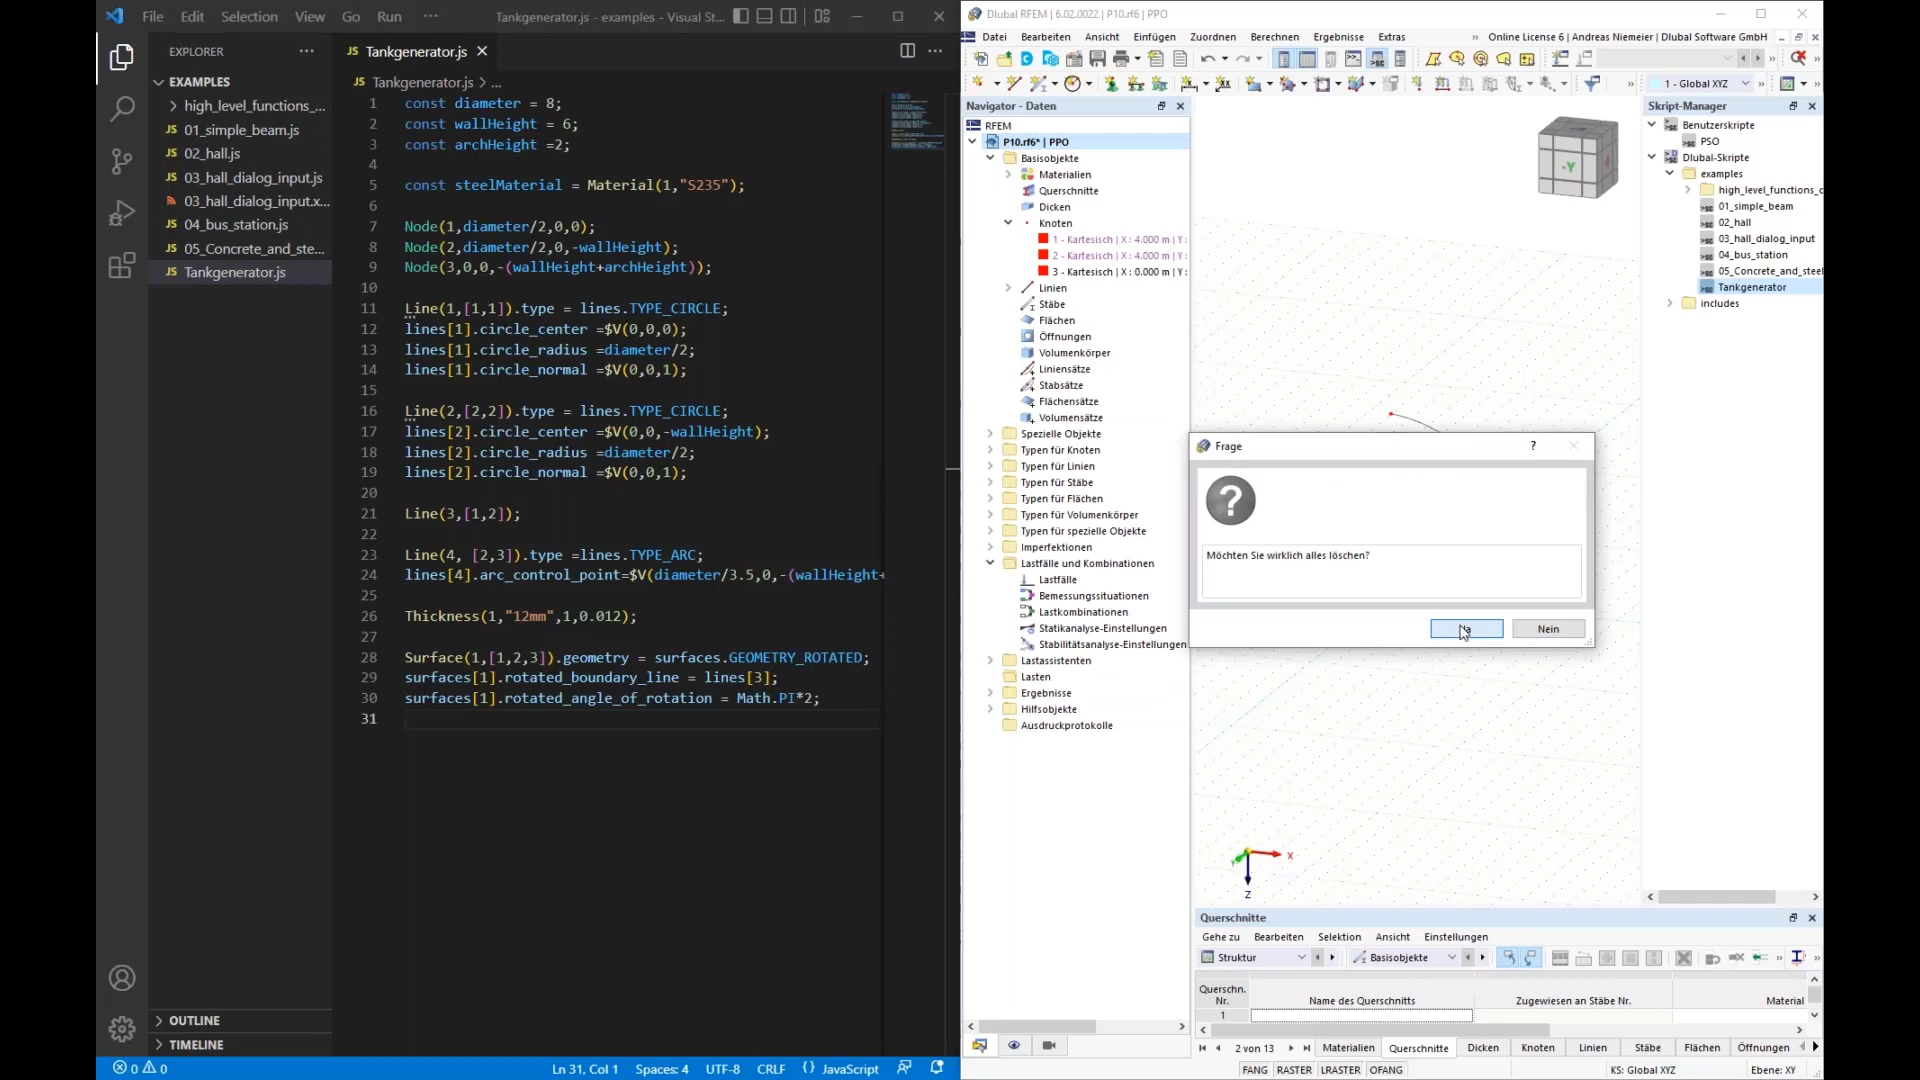 File Edit Selection View Go Run ··· Tankgenerator.js - examples - Visual St...
EXPLORER
EXAMPLES
high_level_functions_...
01_simple_beam.js
02_hall.js
03_hall_dialog_input.js
03_hall_dialog_input.x...
04_bus_station.js
05_Concrete_and_ste...
Tankgenerator.js
OUTLINE
TIMELINE
JS Tankgenerator.js
JS Tankgenerator.js > ...
1 const diameter = 8;
2 const wallHeight = 6;
3 const archHeight =2;
4
5 const steelMaterial = Material(1,"S235");
6
7 Node(1,diameter/2,0,0);
8 Node(2,diameter/2,0,-wallHeight);
9 Node(3,0,0,-(wallHeight+archHeight));
10
11 Line(1,[1,1]).type = lines.TYPE_CIRCLE;
12 lines[1].circle_center =$V(0,0,0);
13 lines[1].circle_radius =diameter/2;
14 lines[1].circle_normal =$V(0,0,1);
15
16 Line(2,[2,2]).type = lines.TYPE_CIRCLE;
17 lines[2].circle_center =$V(0,0,-wallHeight);
18 lines[2].circle_radius =diameter/2;
19 lines[2].circle_normal =$V(0,0,1);
20
21 Line(3,[1,2]);
22
23 Line(4, [2,3]).type =lines.TYPE_ARC;
24 lines[4].arc_control_point=$V(diameter/3.5,0,-(wallHeight+
25
26 Thickness(1,"12mm",1,0.012);
27
28 Surface(1,[1,2,3]).geometry = surfaces.GEOMETRY_ROTATED;
29 surfaces[1].rotated_boundary_line = lines[3];
30 surfaces[1].rotated_angle_of_rotation = Math.PI*2;
31
0 0 Ln 31, Col 1 Spaces: 4 UTF-8 CRLF {} JavaScript
Dlubal RFEM | 6.02.0022 | P10.rf6 | PPO
Datei Bearbeiten Ansicht Einfügen Zuordnen Berechnen Ergebnisse Extras » Online License 6 | Andreas Niemeier | Dlubal Software GmbH
1 - Global XYZ
Navigator - Daten
RFEM
P10.rf6* | PPO
Basisobjekte
Materialien
Querschnitte
Dicken
Knoten
1 - Kartesisch | X : 4.000 m | Y :
2 - Kartesisch | X : 4.000 m | Y :
3 - Kartesisch | X : 0.000 m | Y :
Linien
Stäbe
Flächen
Öffnungen
Volumenkörper
Liniensätze
Stabsätze
Flächensätze
Volumensätze
Spezielle Objekte
Typen für Knoten
Typen für Linien
Typen für Stäbe
Typen für Flächen
Typen für Volumenkörper
Typen für spezielle Objekte
Imperfektionen
Lastfälle und Kombinationen
Lastfälle
Bemessungssituationen
Lastkombinationen
Statikanalyse-Einstellungen
Stabilitätsanalyse-Einstellungen
Lastassistenten
Lasten
Ergebnisse
Hilfsobjekte
Ausdruckprotokolle
-Y
Frage ?
Möchten Sie wirklich alles löschen?
Nein
X
Y
Z
Skript-Manager
Benutzerskripte
PSO
Dlubal-Skripte
examples
high_level_functions_c
01_simple_beam
02_hall
03_hall_dialog_input
04_bus_station
05_Concrete_and_steel
Tankgenerator
includes
Querschnitte
Gehe zu Bearbeiten Selektion Ansicht Einstellungen
Struktur Basisobjekte
Querschn.
Nr. Name des Querschnitts Zugewiesen an Stäbe Nr. Material
1
2 von 13 Materialien Querschnitte Dicken Knoten Linien Stäbe Flächen Öffnungen
FANG RASTER LRASTER OFANG KS: Global XYZ Ebene: XY